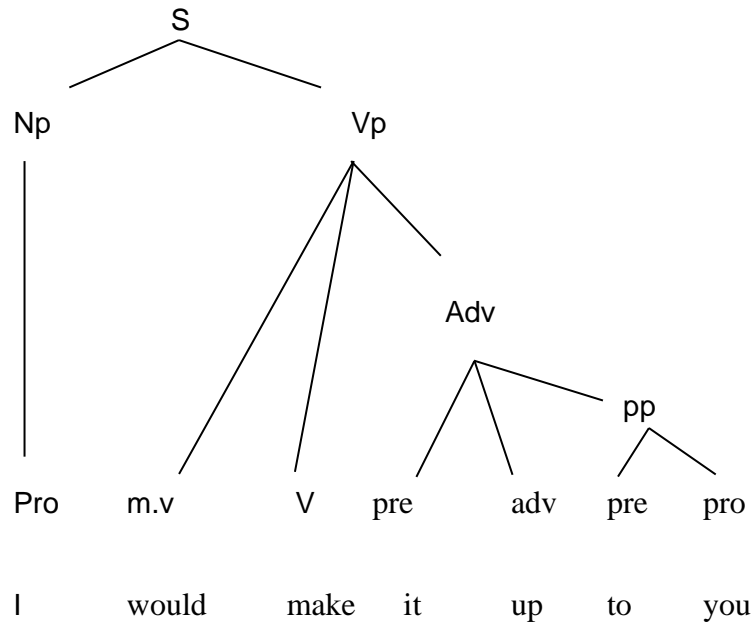 S
Np Vp
Adv
pp
Pro m.v V pre adv pre pro
I would make it up to you